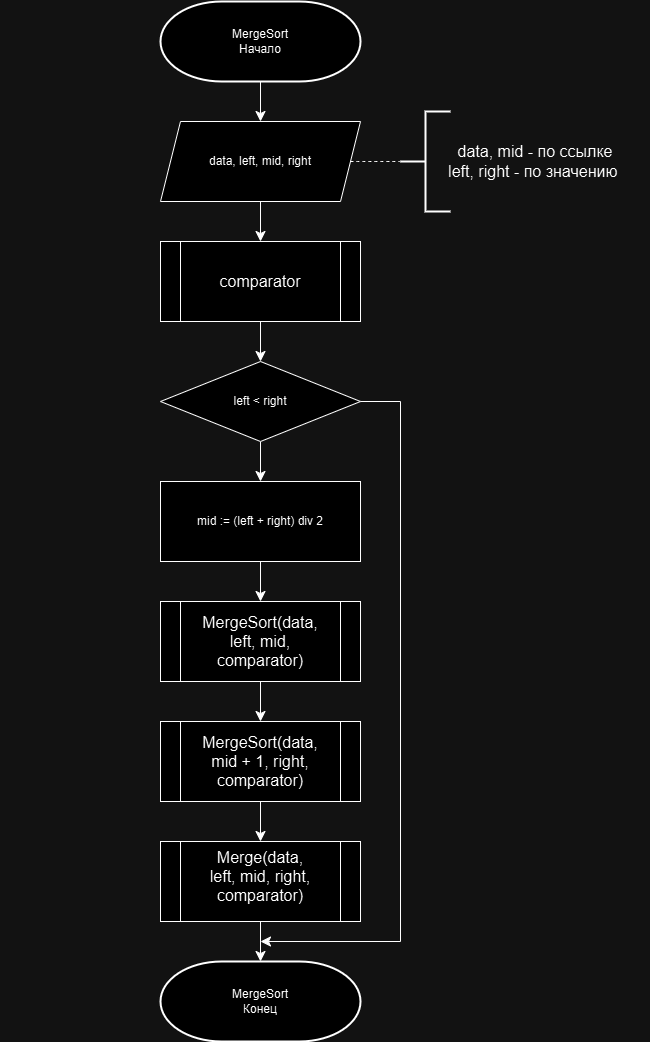 MergeSort
Начало
data, left, mid, right
data, mid - по ссылке
left, right - по значению
comparator
left < right
mid := (left + right) div 2
MergeSort(data,
left, mid,
comparator)
MergeSort(data,
mid + 1, right,
comparator)
Merge(data,
left, mid, right,
comparator)
MergeSort
Конец